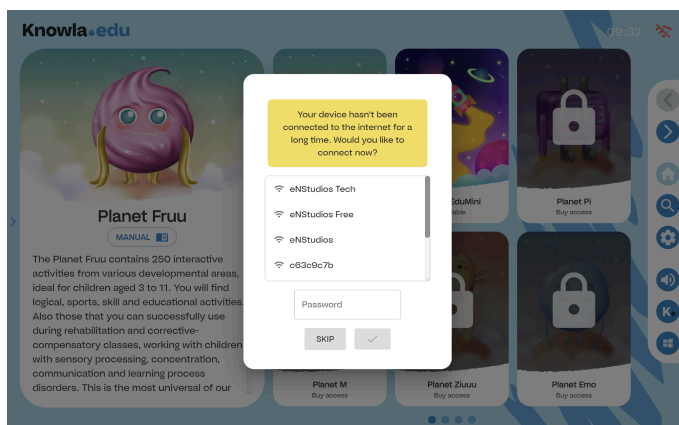 Knowla.edu
09:32
Your device hasn't been
connected to the internet for a
long time. Would you like to
connect now?
eNStudios Tech
eNStudios Free
eNStudios
c63c9c7b
Password
SKIP
Planet Fruu
MANUAL
The Planet Fruu contains 250 interactive
activities from various developmental areas,
ideal for children aged 3 to 11. You will find
logical, sports, skill and educational activities.
Also those that you can successfully use
during rehabilitation and corrective-
compensatory classes, working with children
with sensory processing, concentration,
communication and learning process
disorders. This is the most universal of our
EduMini
Planet Pi
Buy access
Planet M
Buy access
Planet Ziuuu
Buy access
Planet Emo
Buy access
K.